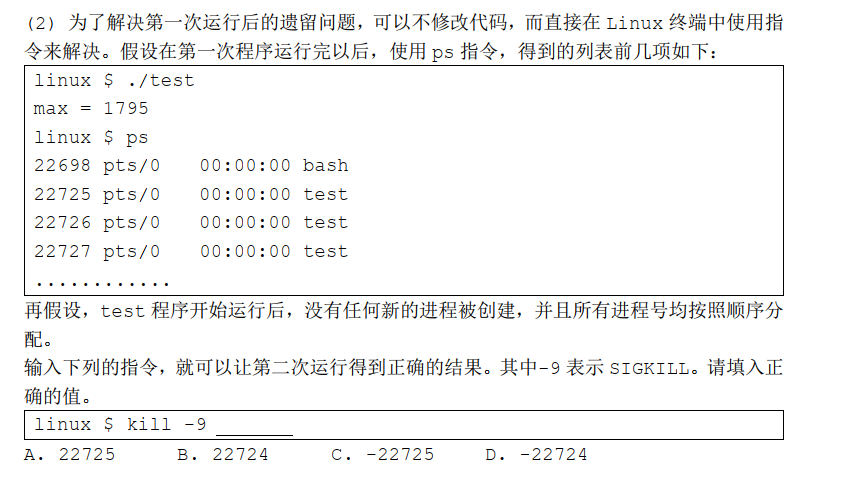 (2) 为了解决第一次运行后的遗留问题，可以不修改代码，而直接在 Linux 终端中使用指
令来解决。假设在第一次程序运行完以后，使用 ps 指令，得到的列表前几项如下：
linux $ ./test
max = 1795
linux $ ps
22698 pts/0   00:00:00 bash
22725 pts/0   00:00:00 test
22726 pts/0   00:00:00 test
22727 pts/0   00:00:00 test
............
再假设，test 程序开始运行后，没有任何新的进程被创建，并且所有进程号均按照顺序分
配。
输入下列的指令，就可以让第二次运行得到正确的结果。其中-9 表示 SIGKILL。请填入正
确的值。
linux $ kill -9 _______
A. 22725   B. 22724   C. -22725   D. -22724